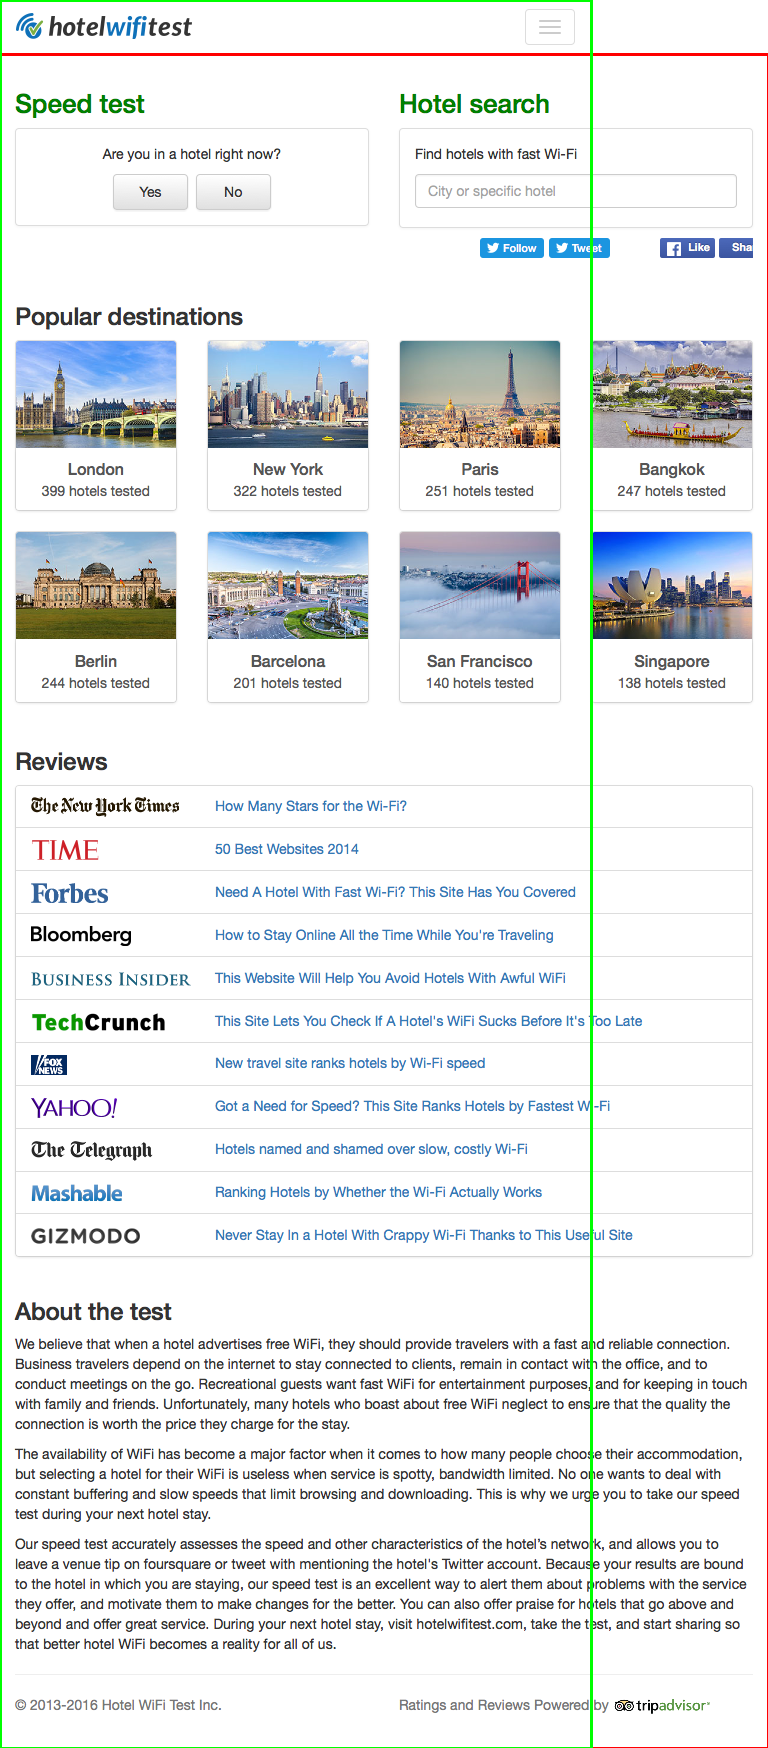 hotelwifitest
Speed test
Hotel search
Are you in a hotel right now?
Yes No
Find hotels with fast Wi-Fi
City or specific hotel
Follow Tweet Like Sha
Popular destinations
London
399 hotels tested
New York
322 hotels tested
Paris
251 hotels tested
Bangkok
247 hotels tested
Berlin
244 hotels tested
Barcelona
201 hotels tested
San Francisco
140 hotels tested
Singapore
138 hotels tested
Reviews
The New York Times How Many Stars for the Wi-Fi?
TIME 50 Best Websites 2014
Forbes Need A Hotel With Fast Wi-Fi? This Site Has You Covered
Bloomberg How to Stay Online All the Time While You're Traveling
BUSINESS INSIDER This Website Will Help You Avoid Hotels With Awful WiFi
TechCrunch This Site Lets You Check If A Hotel's WiFi Sucks Before It's Too Late
FOX NEWS New travel site ranks hotels by Wi-Fi speed
YAHOO! Got a Need for Speed? This Site Ranks Hotels by Fastest Wi-Fi
The Telegraph Hotels named and shamed over slow, costly Wi-Fi
Mashable Ranking Hotels by Whether the Wi-Fi Actually Works
GIZMODO Never Stay In a Hotel With Crappy Wi-Fi Thanks to This Useful Site
About the test
We believe that when a hotel advertises free WiFi, they should provide travelers with a fast and reliable connection.
Business travelers depend on the internet to stay connected to clients, remain in contact with the office, and to
conduct meetings on the go. Recreational guests want fast WiFi for entertainment purposes, and for keeping in touch
with family and friends. Unfortunately, many hotels who boast about free WiFi neglect to ensure that the quality the
connection is worth the price they charge for the stay.
The availability of WiFi has become a major factor when it comes to how many people choose their accommodation,
but selecting a hotel for their WiFi is useless when service is spotty, bandwidth limited. No one wants to deal with
constant buffering and slow speeds that limit browsing and downloading. This is why we urge you to take our speed
test during your next hotel stay.
Our speed test accurately assesses the speed and other characteristics of the hotel’s network, and allows you to
leave a venue tip on foursquare or tweet with mentioning the hotel's Twitter account. Because your results are bound
to the hotel in which you are staying, our speed test is an excellent way to alert them about problems with the service
they offer, and motivate them to make changes for the better. You can also offer praise for hotels that go above and
beyond and offer great service. During your next hotel stay, visit hotelwifitest.com, take the test, and start sharing so
that better hotel WiFi becomes a reality for all of us.
© 2013-2016 Hotel WiFi Test Inc.
Ratings and Reviews Powered by tripadvisor